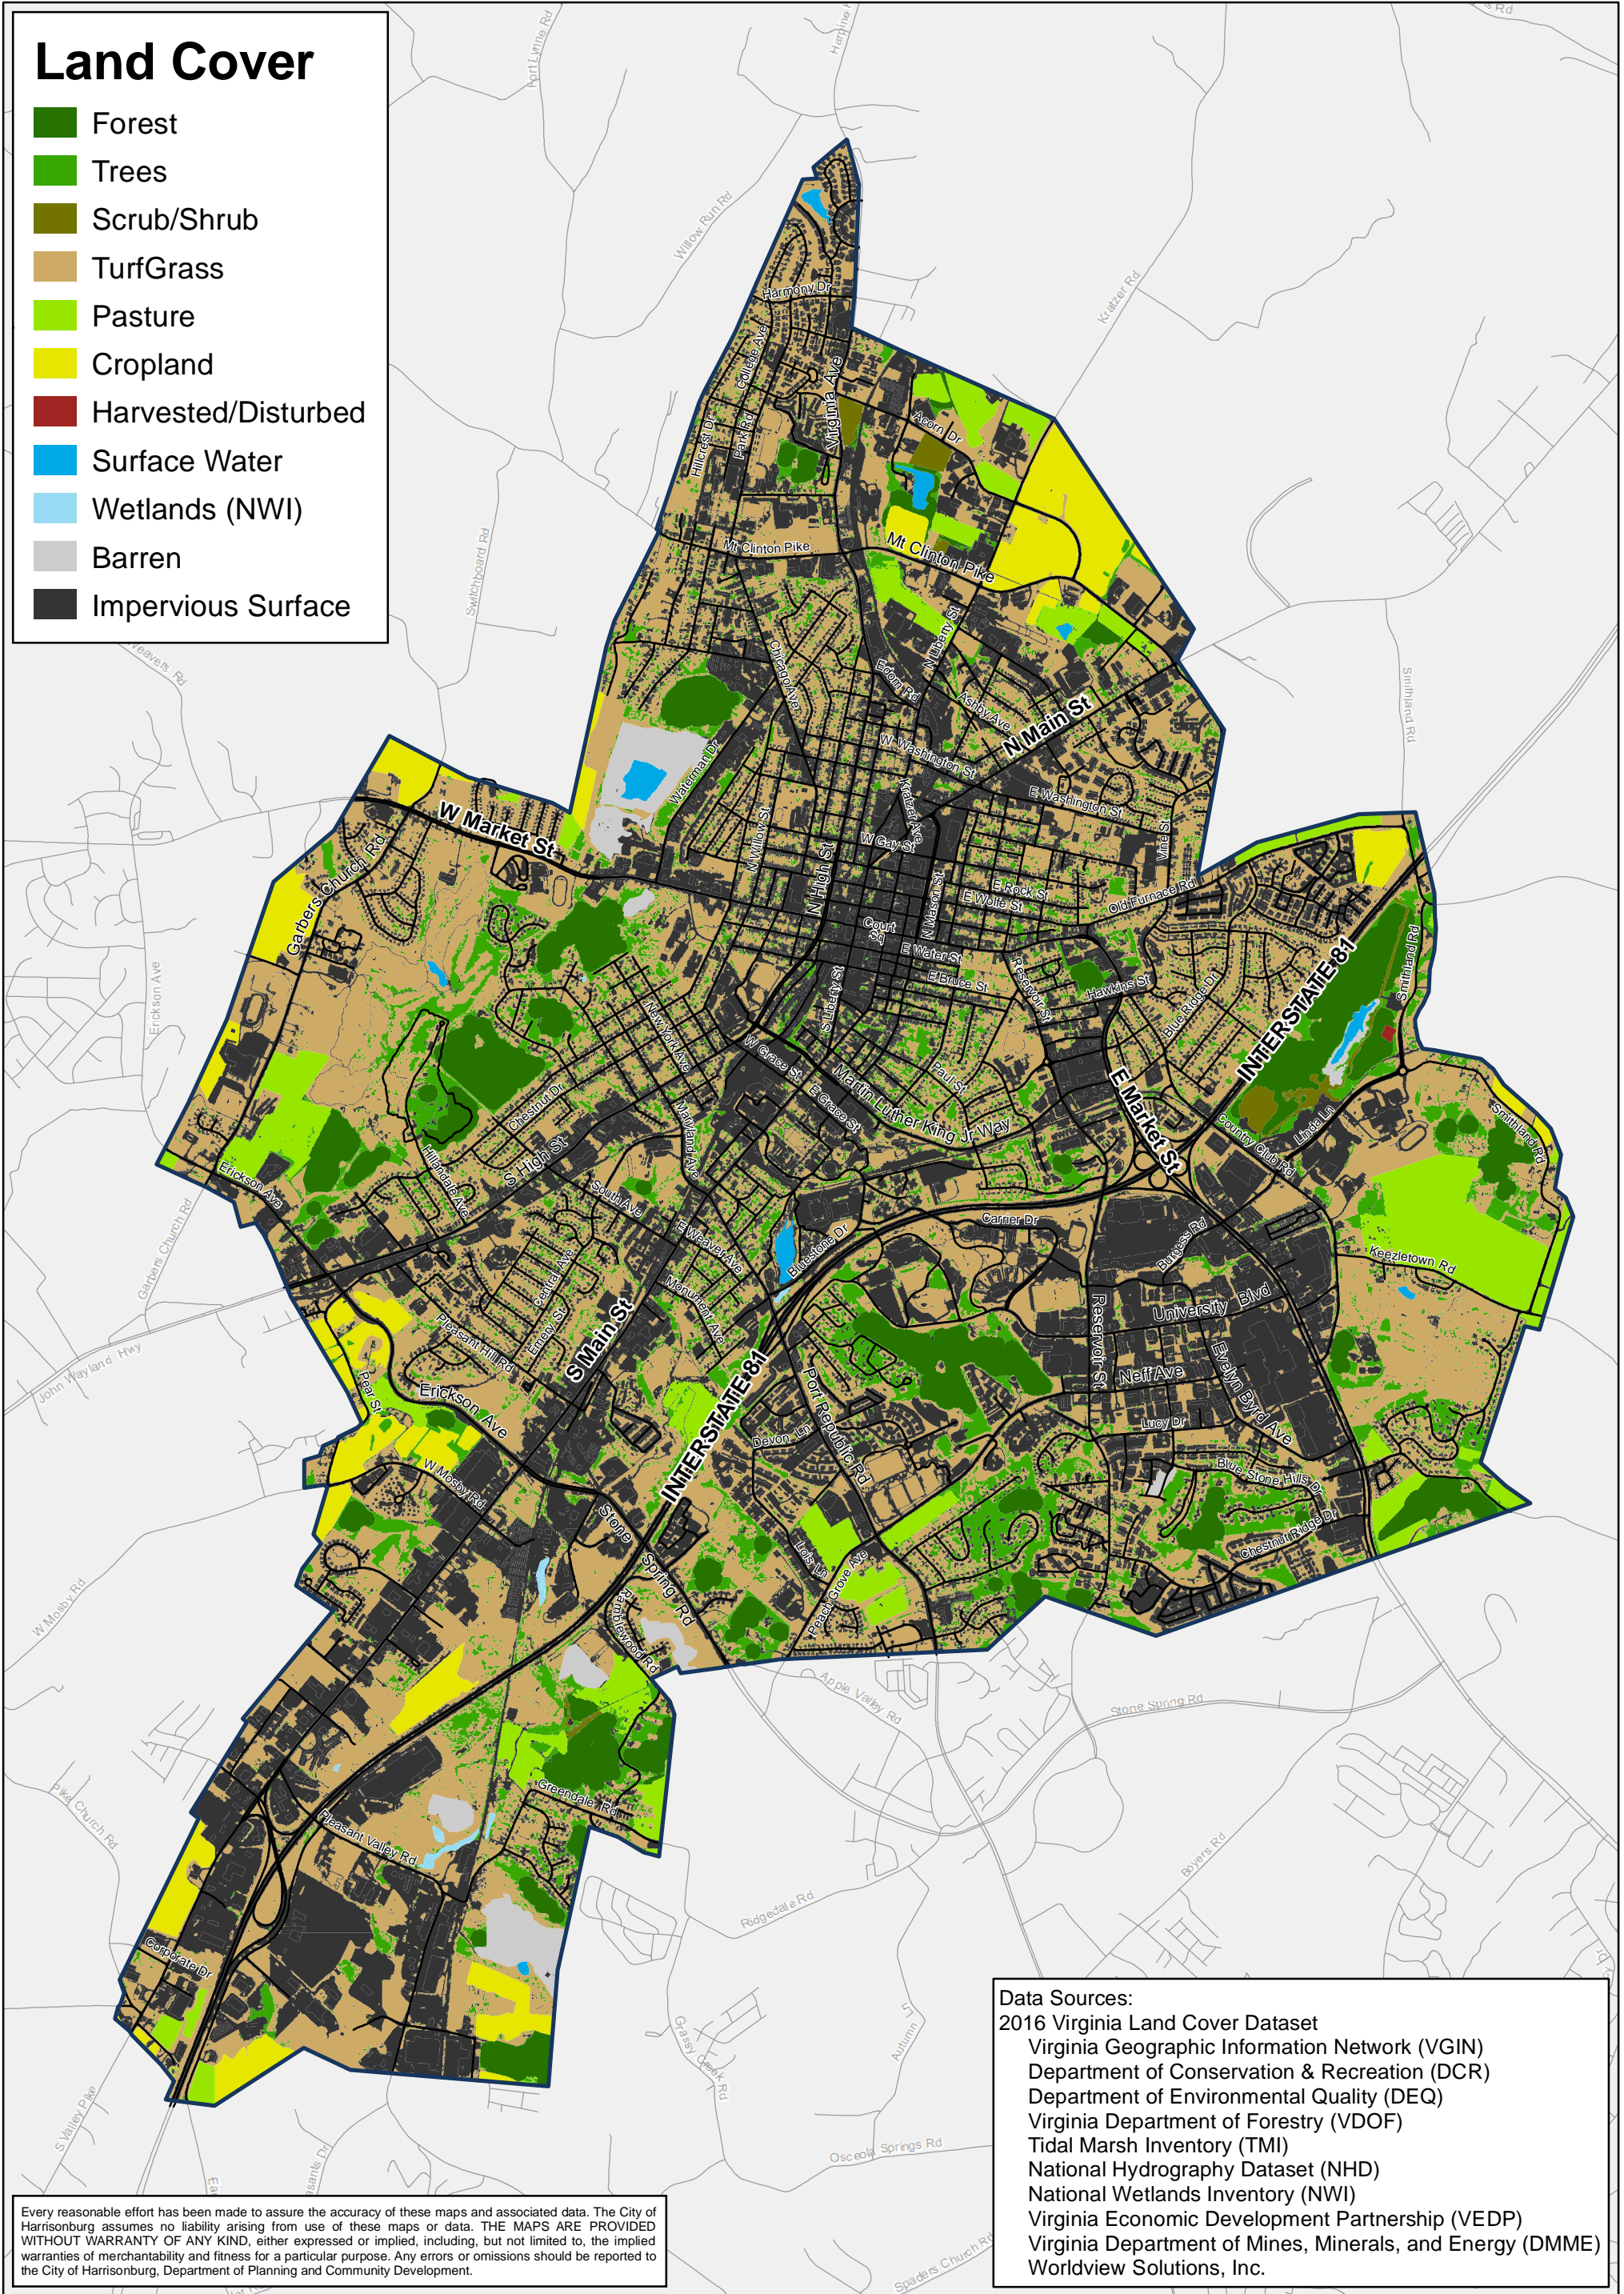 Land Cover
Forest
Trees
Scrub/Shrub
TurfGrass
Pasture
Cropland
Harvested/Disturbed
Surface Water
Wetlands (NWI)
Barren
Impervious Surface
Fort Lynne Rd
Willow Run Rd
Kratzer Rd
Switchboard Rd
Weavers Rd
Smithland Rd
Harmony Dr
College Ave
Virginia Ave
Hillcrest Dr
Park Rd
Acorn Dr
Mt Clinton Pike
Mt Clinton Pike
N Liberty St
Chicago Ave
Edom Rd
Ashby Ave
N Main St
W Washington St
Waterman Dr
E Washington St
Kratzer Ave
Vine St
W Market St
N Willow St
W Gay St
Garbers Church Rd
N High St
N Mason St
E Rock St
E Wolfe St
Old Furnace Rd
Court Sq
E Water St
E Bruce St
Reservoir St
Hawkins St
Blue Ridge Dr
INTERSTATE 81
Smithland Rd
Erickson Ave
S Liberty St
New York Ave
W Grace St
E Grace St
Martin Luther King Jr Way
Paul St
E Market St
Country Club Rd
Linda Ln
Smithland Rd
Chestnut Dr
Maryland Ave
S High St
Hillandale Ave
Erickson Ave
South Ave
Weaver Ave
Bluestone Dr
Carrier Dr
Burgess Rd
Keezletown Rd
Garbers Church Rd
Central Ave
Monument Ave
University Blvd
Reservoir St
Emery St
Pleasant Hill Rd
S Main St
John Wayland Hwy
Pear St
Erickson Ave
INTERSTATE 81
Port Republic Rd
Neff Ave
Evelyn Byrd Ave
Lucy Dr
Devon Ln
W Mosby Rd
Blue Stone Hills Dr
Stone Spring Rd
Lois Ln
Peach Grove Ave
Chestnut Ridge Dr
W Mosby Rd
Ramblewood Rd
Apple Valley Rd
Stone Spring Rd
Pike Church Rd
Greendale Rd
Pleasant Valley Rd
Boyers Rd
Ridgedale Rd
Corporate Dr
Grassy Creek Rd
Autumn
S Valley Pike
Osceola Springs Rd
Spaders Church Rd
Data Sources:
2016 Virginia Land Cover Dataset
Virginia Geographic Information Network (VGIN)
Department of Conservation & Recreation (DCR)
Department of Environmental Quality (DEQ)
Virginia Department of Forestry (VDOF)
Tidal Marsh Inventory (TMI)
National Hydrography Dataset (NHD)
National Wetlands Inventory (NWI)
Virginia Economic Development Partnership (VEDP)
Virginia Department of Mines, Minerals, and Energy (DMME)
Worldview Solutions, Inc.
Every reasonable effort has been made to assure the accuracy of these maps and associated data. The City of
Harrisonburg assumes no liability arising from use of these maps or data. THE MAPS ARE PROVIDED
WITHOUT WARRANTY OF ANY KIND, either expressed or implied, including, but not limited to, the implied
warranties of merchantability and fitness for a particular purpose. Any errors or omissions should be reported to
the City of Harrisonburg, Department of Planning and Community Development.